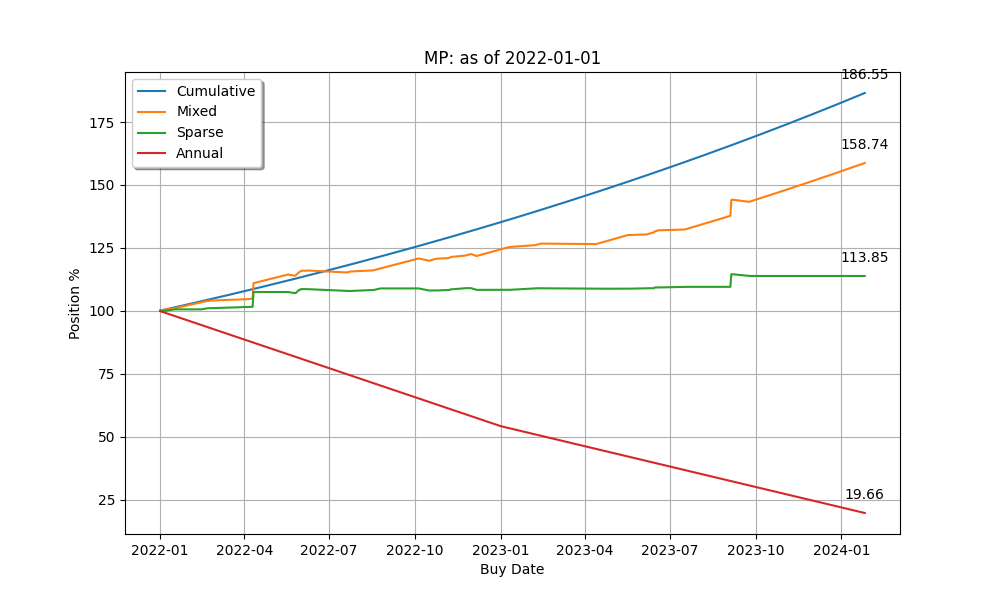 MP: as of 2022-01-01
Cumulative
Mixed
Sparse
Annual
186.55
158.74
113.85
19.66
175
150
125
100
75
50
25
Position %
2022-01 2022-04 2022-07 2022-10 2023-01 2023-04 2023-07 2023-10 2024-01
Buy Date